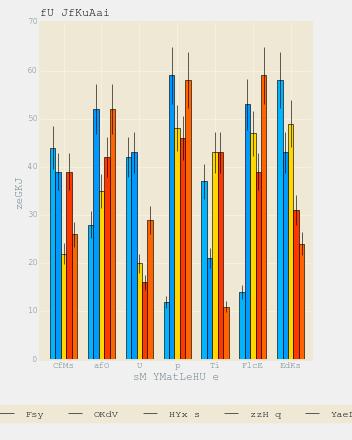 fU JfKuAai
70
60
50
40
30
20
10
0
zeGKJ
CfMs afO U p Ti FlcE EdKs
sM YMatLeHU e
Fsy OKdV HYx s zzH q